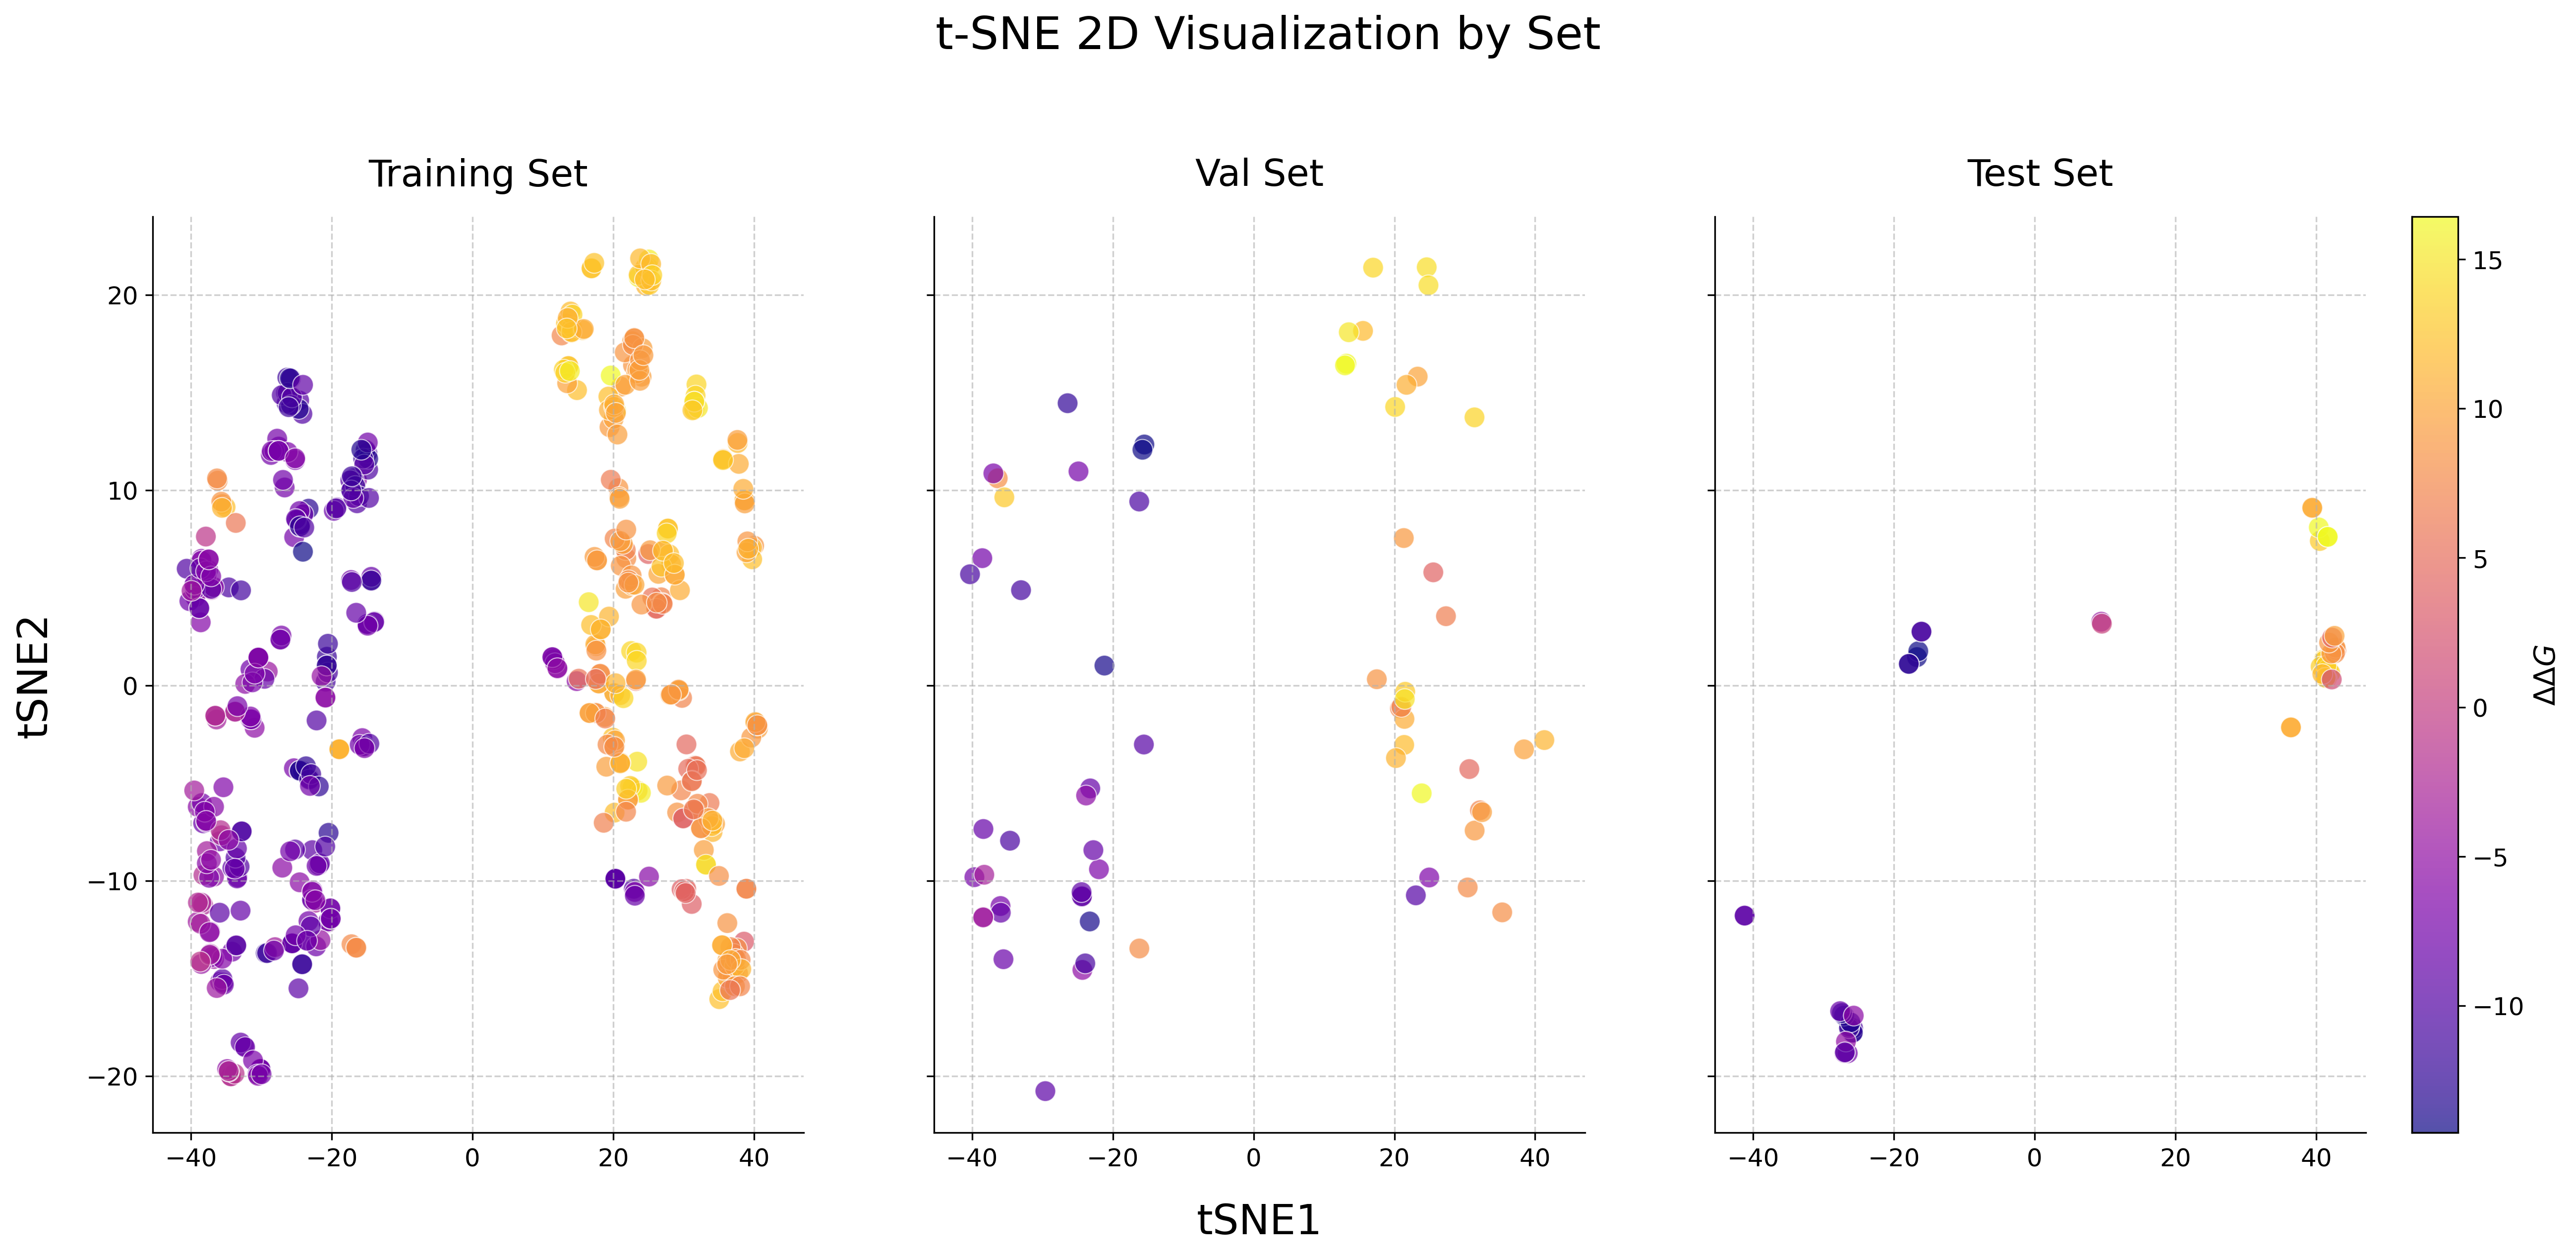 t-SNE 2D Visualization by Set
Training Set
Val Set
Test Set
tSNE2
20
10
0
−10
−20
−40 −20 0 20 40
−40 −20 0 20 40
−40 −20 0 20 40
tSNE1
15
10
5
0
−5
−10
ΔΔG